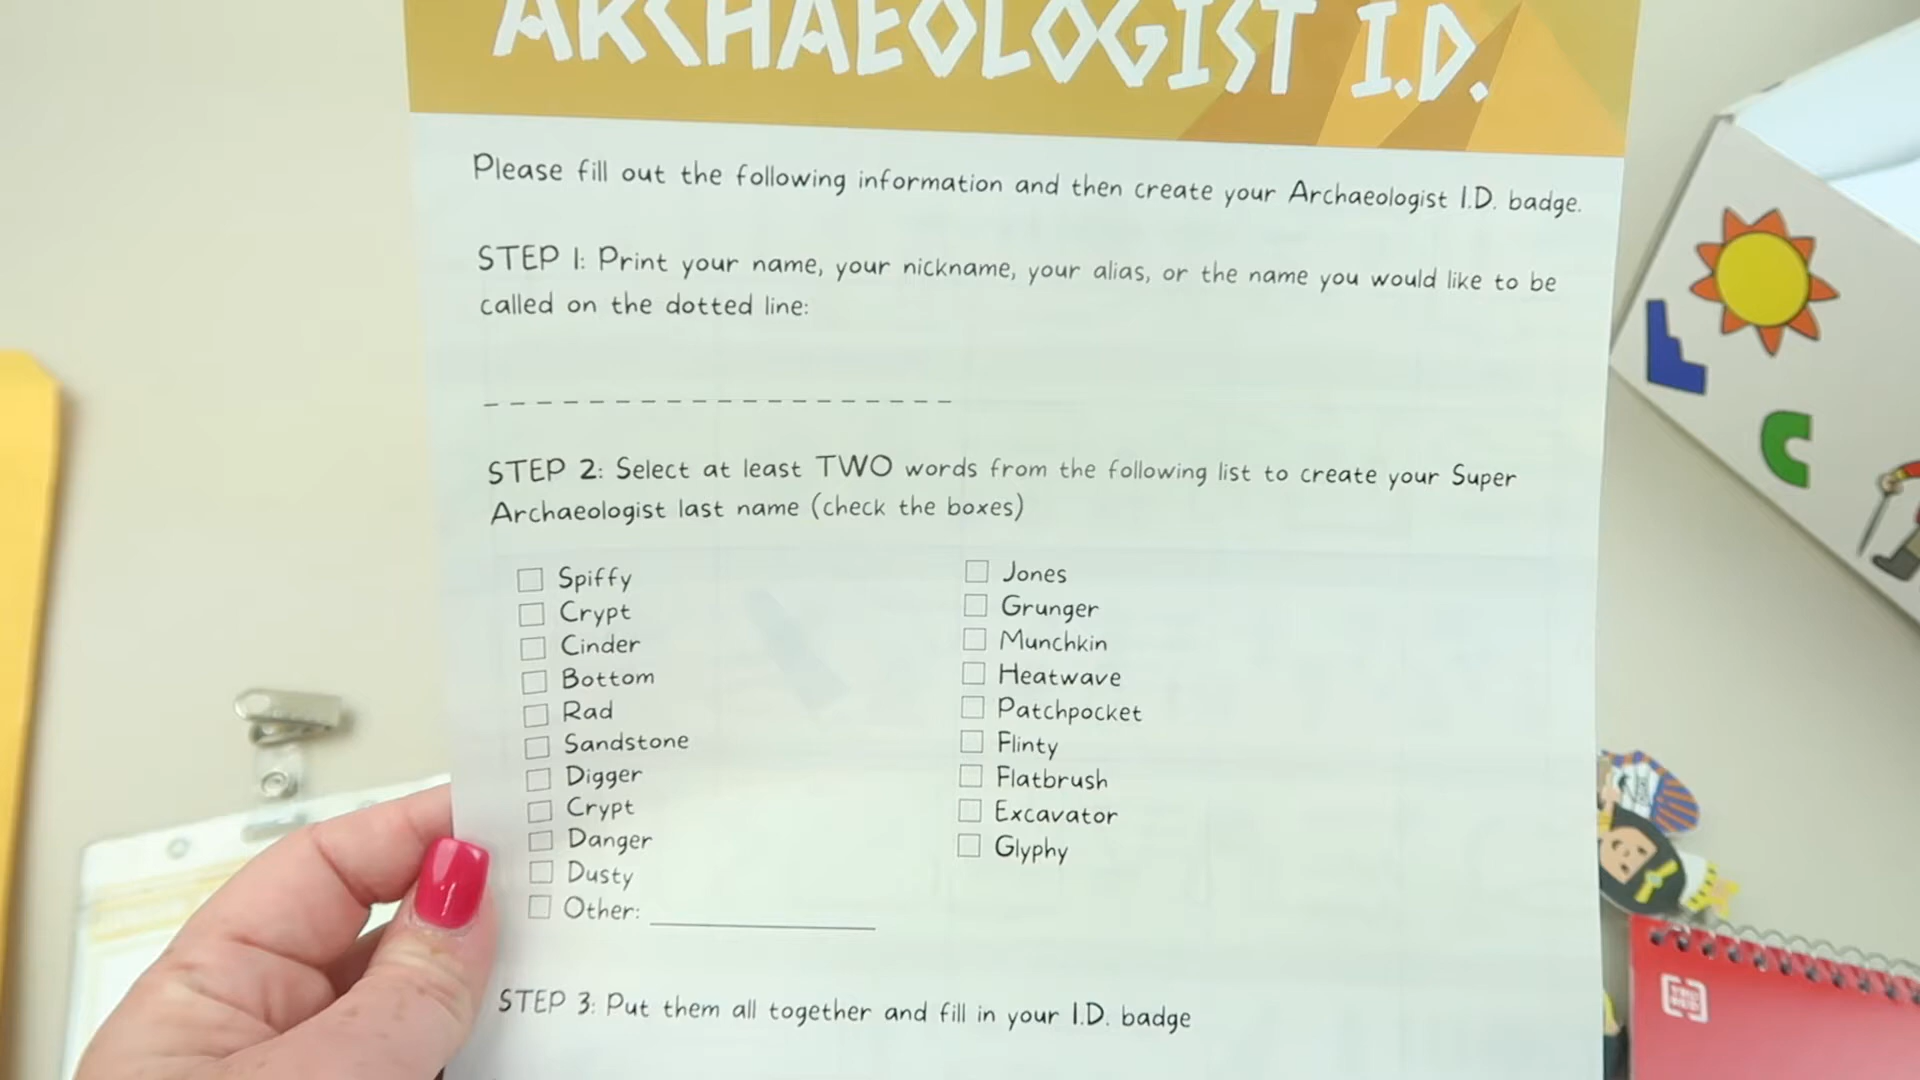 ARCHAEOLOGIST I.D.
Please fill out the following information and then create your Archaeologist I.D. badge.
STEP 1: Print your name, your nickname, your alias, or the name you would like to be
called on the dotted line:
STEP 2: Select at least TWO words from the following list to create your Super
Archaeologist last name (check the boxes)
Spiffy
Crypt
Cinder
Bottom
Rad
Sandstone
Digger
Crypt
Danger
Dusty
Other:
Jones
Grunger
Munchkin
Heatwave
Patchpocket
Flinty
Flatbrush
Excavator
Glyphy
STEP 3: Put them all together and fill in your I.D. badge